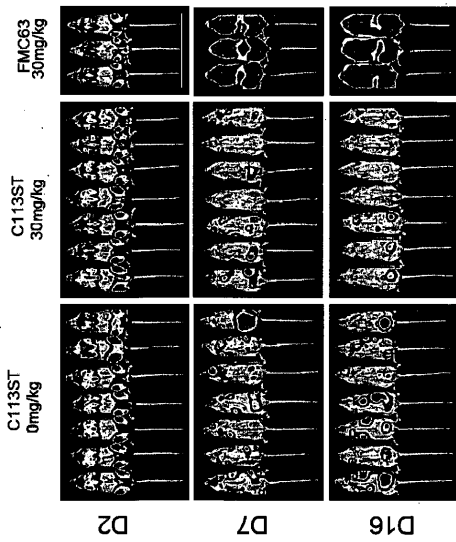 C113ST
0mg/kg
C113ST
30mg/kg
FMC63
30mg/kg
D2
D7
D16